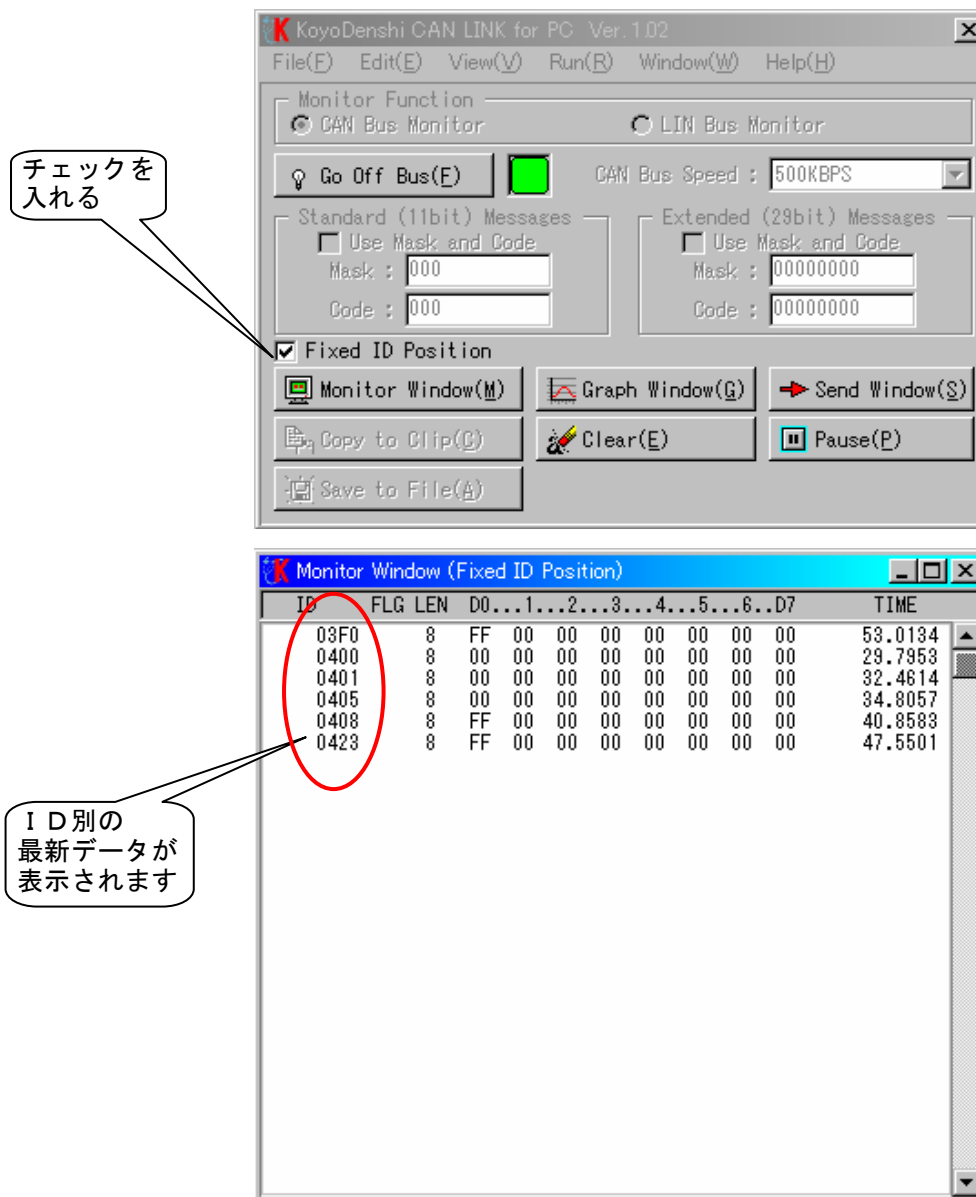 KoyoDenshi CAN LINK for PC Ver.1.02
File(F) Edit(E) View(V) Run(R) Window(W) Help(H)
Monitor Function
CAN Bus Monitor LIN Bus Monitor
チェックを
入れる
Go Off Bus(F) CAN Bus Speed : 500KBPS
Standard (11bit) Messages Extended (29bit) Messages
Use Mask and Code Use Mask and Code
Mask : 000 Mask : 00000000
Code : 000 Code : 00000000
Fixed ID Position
Monitor Window(M) Graph Window(G) Send Window(S)
Copy to Clip(C) Clear(E) Pause(P)
Save to File(A)
Monitor Window (Fixed ID Position)
ID FLG LEN D0...1...2...3...4...5...6..D7 TIME
03F0 8 FF 00 00 00 00 00 00 00 53.0134
0400 8 00 00 00 00 00 00 00 00 29.7953
0401 8 00 00 00 00 00 00 00 00 32.4614
0405 8 00 00 00 00 00 00 00 00 34.8057
0408 8 FF 00 00 00 00 00 00 00 40.8583
0423 8 FF 00 00 00 00 00 00 00 47.5501
ＩＤ別の
最新データが
表示されます